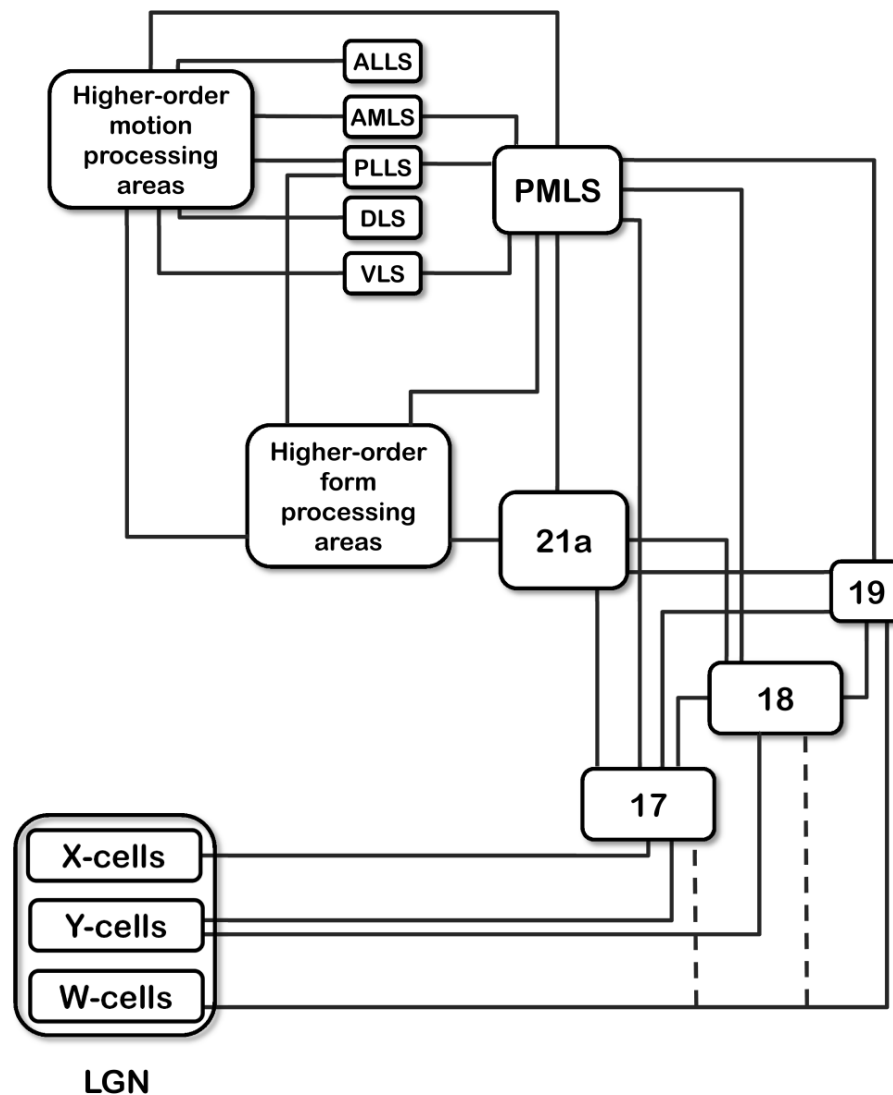 ALLS
Higher-order
motion
processing
areas
AMLS
PLLS
PMLS
DLS
VLS
Higher-order
form
processing
areas
21a
19
18
17
X-cells
Y-cells
W-cells
LGN